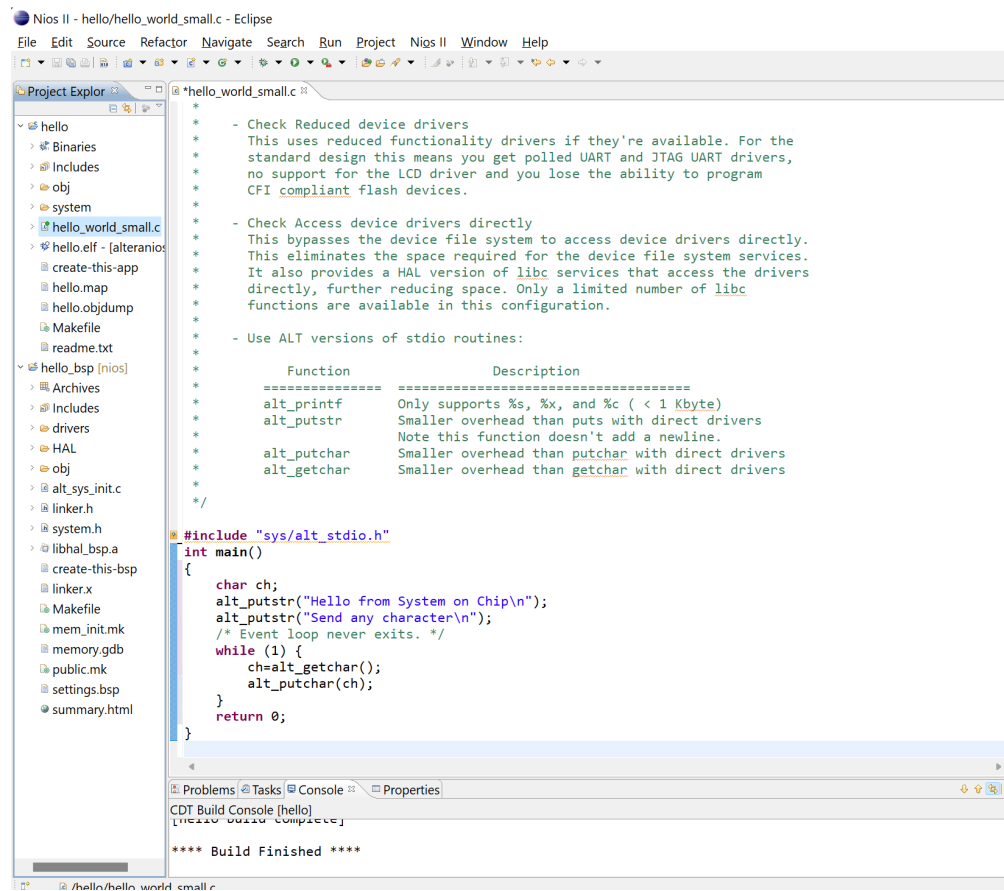 Nios II - hello/hello_world_small.c - Eclipse
File Edit Source Refactor Navigate Search Run Project Nios II Window Help
Project Explor
*hello_world_small.c
hello
Binaries
Includes
obj
system
hello_world_small.c
hello.elf - [alteranios
create-this-app
hello.map
hello.objdump
Makefile
readme.txt
hello_bsp [nios]
Archives
Includes
drivers
HAL
obj
alt_sys_init.c
linker.h
system.h
libhal_bsp.a
create-this-bsp
linker.x
Makefile
mem_init.mk
memory.gdb
public.mk
settings.bsp
summary.html
*
* - Check Reduced device drivers
* This uses reduced functionality drivers if they're available. For the
* standard design this means you get polled UART and JTAG UART drivers,
* no support for the LCD driver and you lose the ability to program
* CFI compliant flash devices.
*
* - Check Access device drivers directly
* This bypasses the device file system to access device drivers directly.
* This eliminates the space required for the device file system services.
* It also provides a HAL version of libc services that access the drivers
* directly, further reducing space. Only a limited number of libc
* functions are available in this configuration.
*
* - Use ALT versions of stdio routines:
*
* Function Description
* =============== =====================================
* alt_printf Only supports %s, %x, and %c ( < 1 Kbyte)
* alt_putstr Smaller overhead than puts with direct drivers
* Note this function doesn't add a newline.
* alt_putchar Smaller overhead than putchar with direct drivers
* alt_getchar Smaller overhead than getchar with direct drivers
*
*/
#include "sys/alt_stdio.h"
int main()
{
char ch;
alt_putstr("Hello from System on Chip\n");
alt_putstr("Send any character\n");
/* Event loop never exits. */
while (1) {
ch=alt_getchar();
alt_putchar(ch);
}
return 0;
}
Problems Tasks Console Properties
CDT Build Console [hello]
[hello build complete]
**** Build Finished ****
/hello/hello_world_small.c